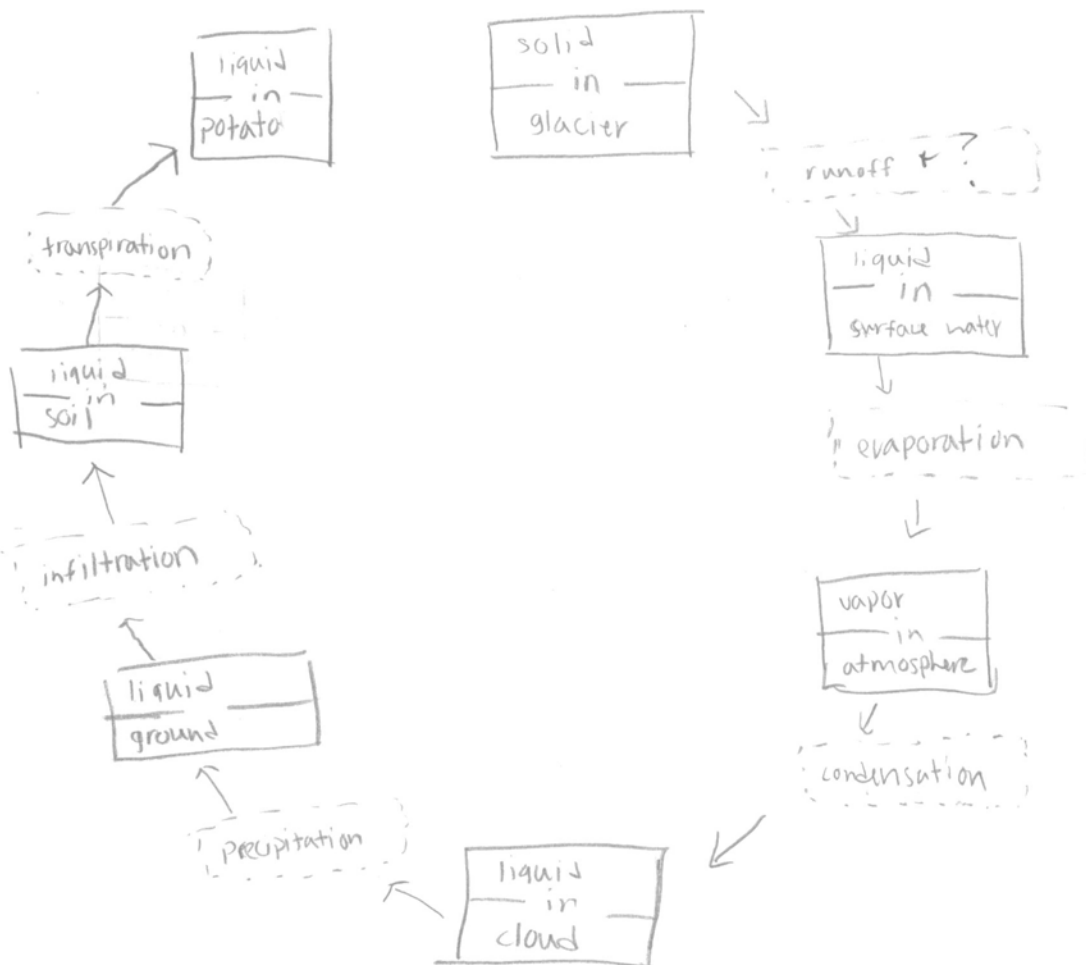 solid
in
glacier
runoff + ?
liquid
in
surface water
evaporation
vapor
in
atmosphere
condensation
liquid
in
cloud
precipitation
liquid
ground
infiltration
liquid
in
soil
transpiration
liquid
in
potato